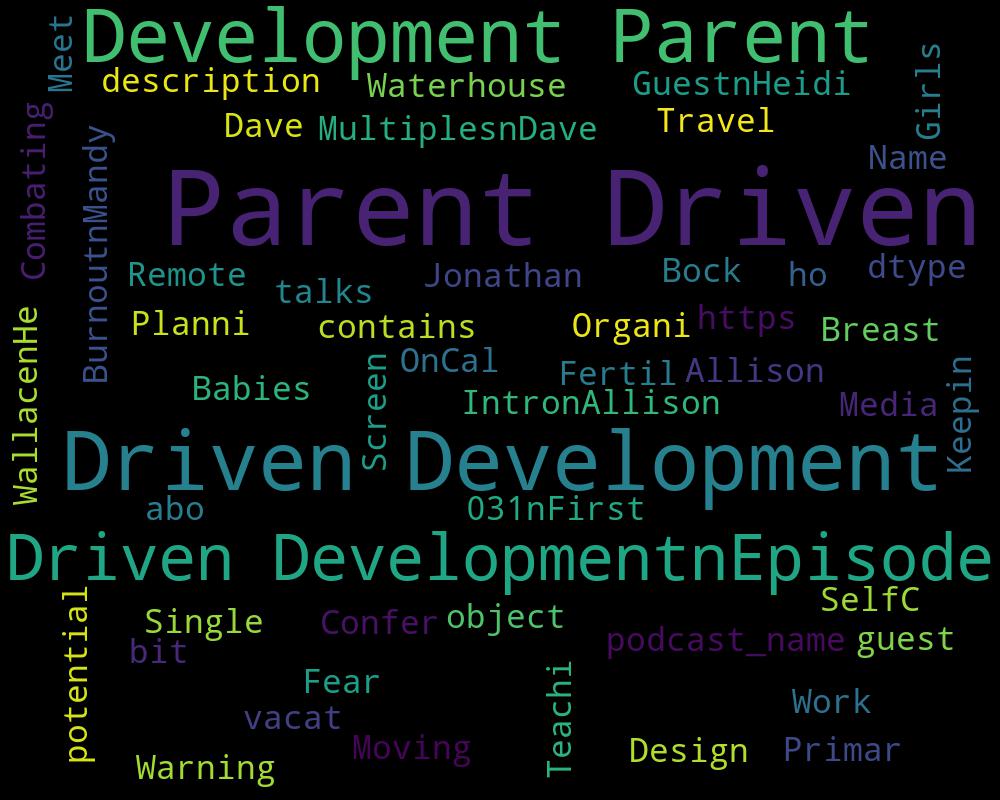 Development Parent
Meet
description
Waterhouse
GuestnHeidi
Girls
Dave
MultiplesnDave
Travel
Combating
BurnoutnMandy
Name
Parent Driven
Remote
talks
Jonathan
Bock
ho
dtype
Planni
contains
Organi
https
Breast
WallacenHe
OnCal
Fertil
Allison
Babies
Screen
IntronAllison
Media
Keepin
Driven Development
abo
031nFirst
Driven DevelopmentnEpisode
potential
Single
Confer
object
SelfC
bit
podcast_name
guest
Fear
Teachi
Work
vacat
Moving
Design
Primar
Warning